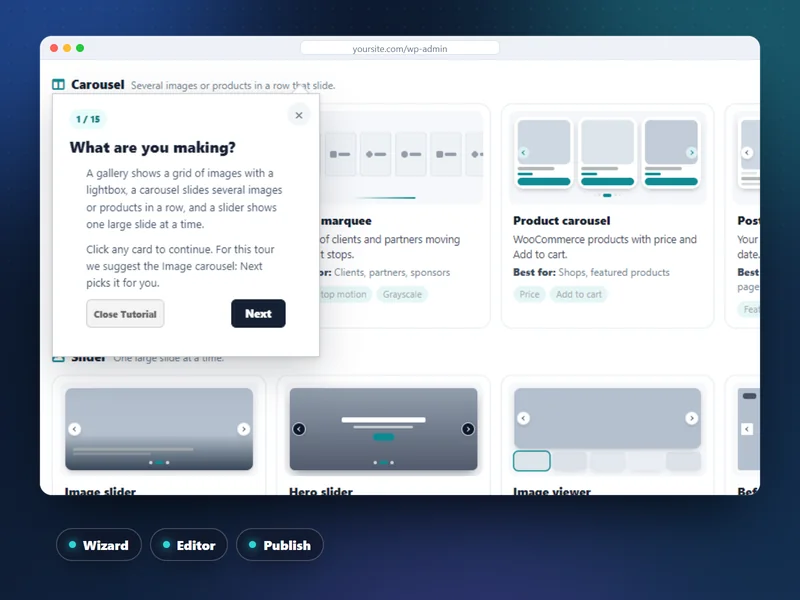 yoursite.com/wp-admin
Carousel Several images or products in a row that slide.
1 / 15
What are you making?
A gallery shows a grid of images with a
lightbox, a carousel slides several images
or products in a row, and a slider shows
one large slide at a time.
Click any card to continue. For this tour
we suggest the Image carousel: Next
picks it for you.
Close Tutorial
Next
marquee
of clients and partners moving
t stops.
or: Clients, partners, sponsors
top motion
Grayscale
Product carousel
WooCommerce products with price and
Add to cart.
Best for: Shops, featured products
Price
Add to cart
Post
Your
date.
Best
page
Feat
Slider One large slide at a time.
Image slider
Hero slider
Image viewer
Bef
Wizard
Editor
Publish